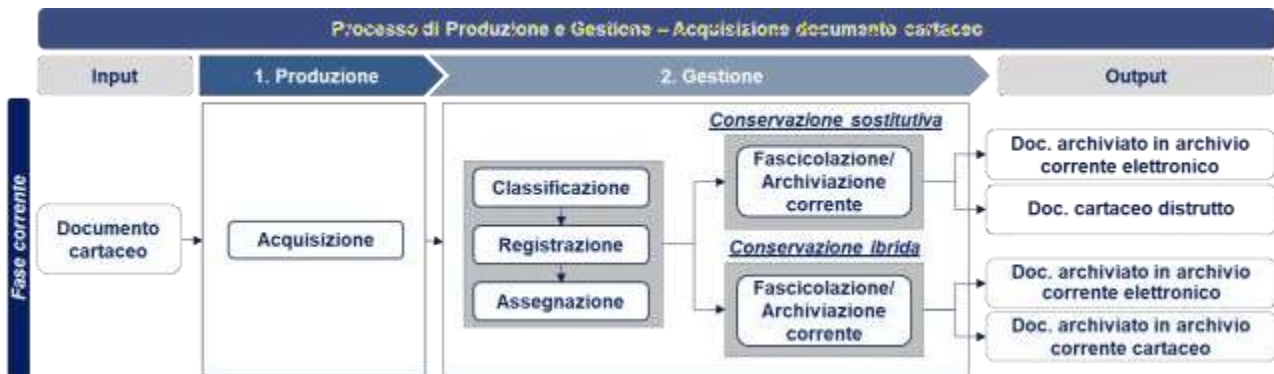 Processo di Produzione e Gestione – Acquisizione documento cartaceo
Input
1. Produzione
2. Gestione
Output
Fase corrente
Documento
cartaceo
Acquisizione
Classificazione
Registrazione
Assegnazione
Conservazione sostitutiva
Fascicolazione/
Archiviazione
corrente
Conservazione ibrida
Fascicolazione/
Archiviazione
corrente
Doc. archiviato in archivio
corrente elettronico
Doc. cartaceo distrutto
Doc. archiviato in archivio
corrente elettronico
Doc. archiviato in archivio
corrente cartaceo